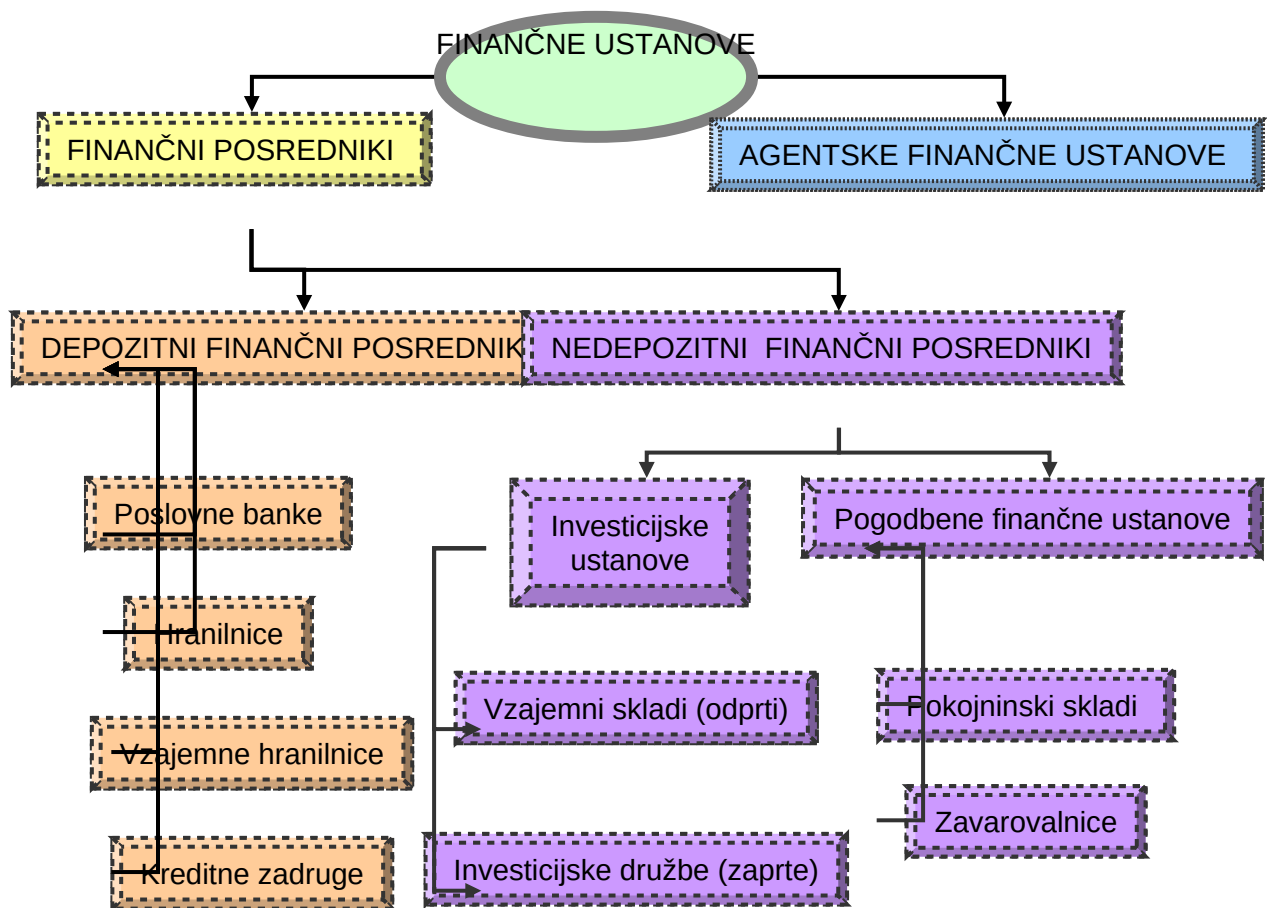 FINANČNE USTANOVE
FINANČNI POSREDNIKI
AGENTSKE FINANČNE USTANOVE
DEPOZITNI FINANČNI POSREDNIK
NEDEPOZITNI FINANČNI POSREDNIKI
Poslovne banke
Investicijske
ustanove
Pogodbene finančne ustanove
Hranilnice
Vzajemni skladi (odprti)
Pokojninski skladi
Vzajemne hranilnice
Zavarovalnice
Kreditne zadruge
Investicijske družbe (zaprte)